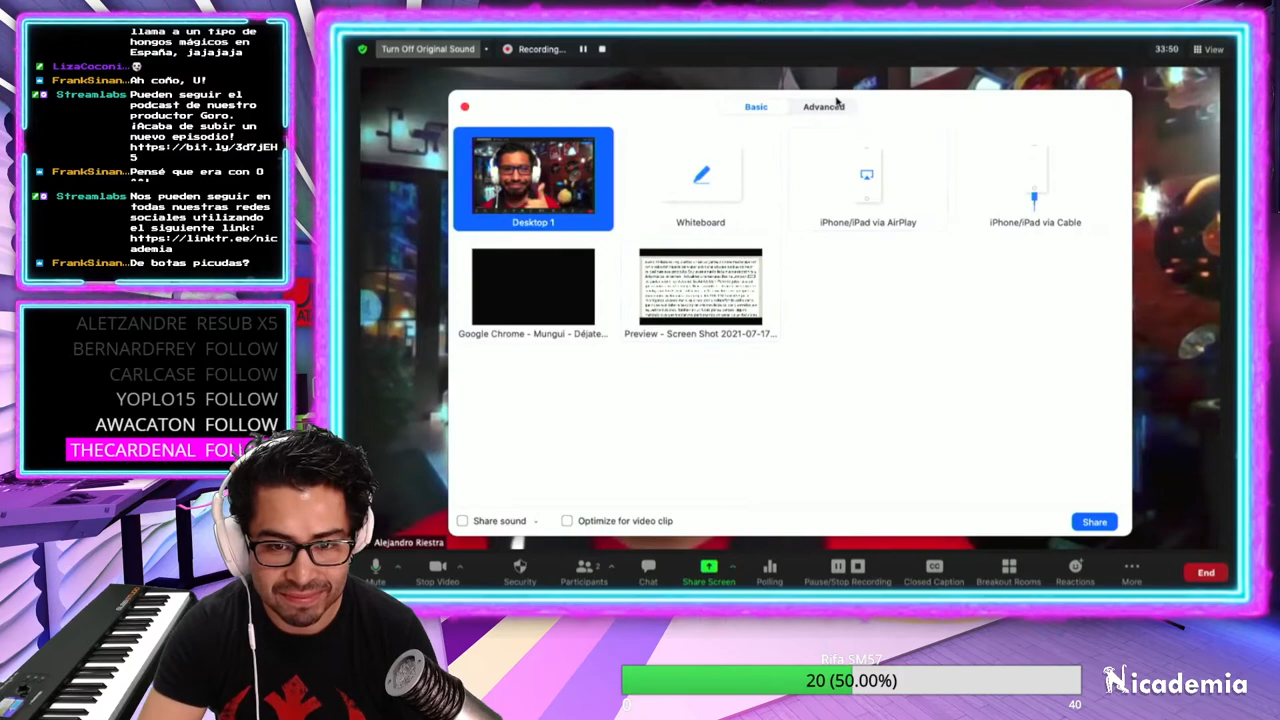 llama a un tipo de
hongos mágicos en
España, jajajaja
LizaCoconi…
FrankSinan… Ah coño, U!
Streamlabs Pueden seguir el
podcast de nuestro
productor Goro.
¡Acaba de subir un
nuevo episodio!
https://bit.ly/3d7jEH
5
FrankSinan… Pensé que era con O
Streamlabs Nos pueden seguir en
todas nuestras redes
sociales utilizando
el siguiente link:
https://linktr.ee/nic
ademia
FrankSinan… De botas picudas?
ALETZANDRE RESUB X5
BERNARDFREY FOLLOW
CARLCASE FOLLOW
YOPLO15 FOLLOW
AWACATON FOLLOW
THECARDENAL FOLL
Turn Off Original Sound
Recording...
33:50
View
Basic
Advanced
Desktop 1
Whiteboard
iPhone/iPad via AirPlay
iPhone/iPad via Cable
Google Chrome - Mungui - Déjate...
Preview - Screen Shot 2021-07-17...
Share sound
Optimize for video clip
Share
Alejandro Riestra
Mute
Stop Video
Security
Participants
2
Chat
Share Screen
Polling
Pause/Stop Recording
CC
Closed Caption
Breakout Rooms
Reactions
More
End
Rifa SM57
20 (50.00%)
0
40
Nicademia